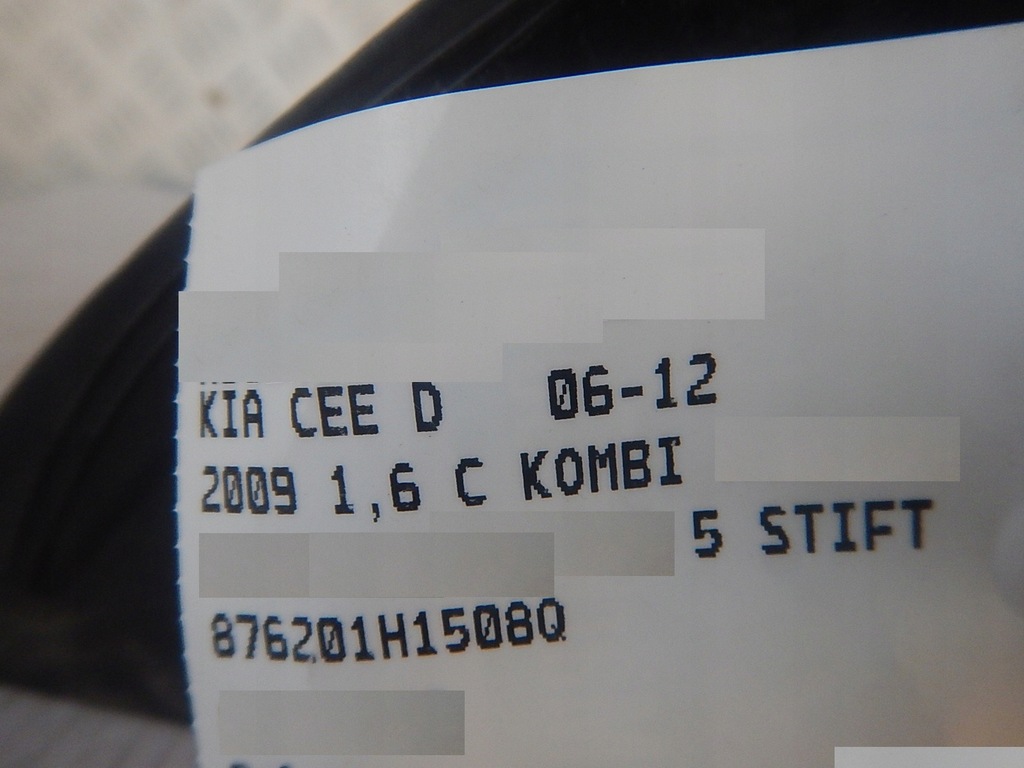 KIA CEE D 06-12
2009 1,6 C KOMBI
5 STIFT
876201H1508Q